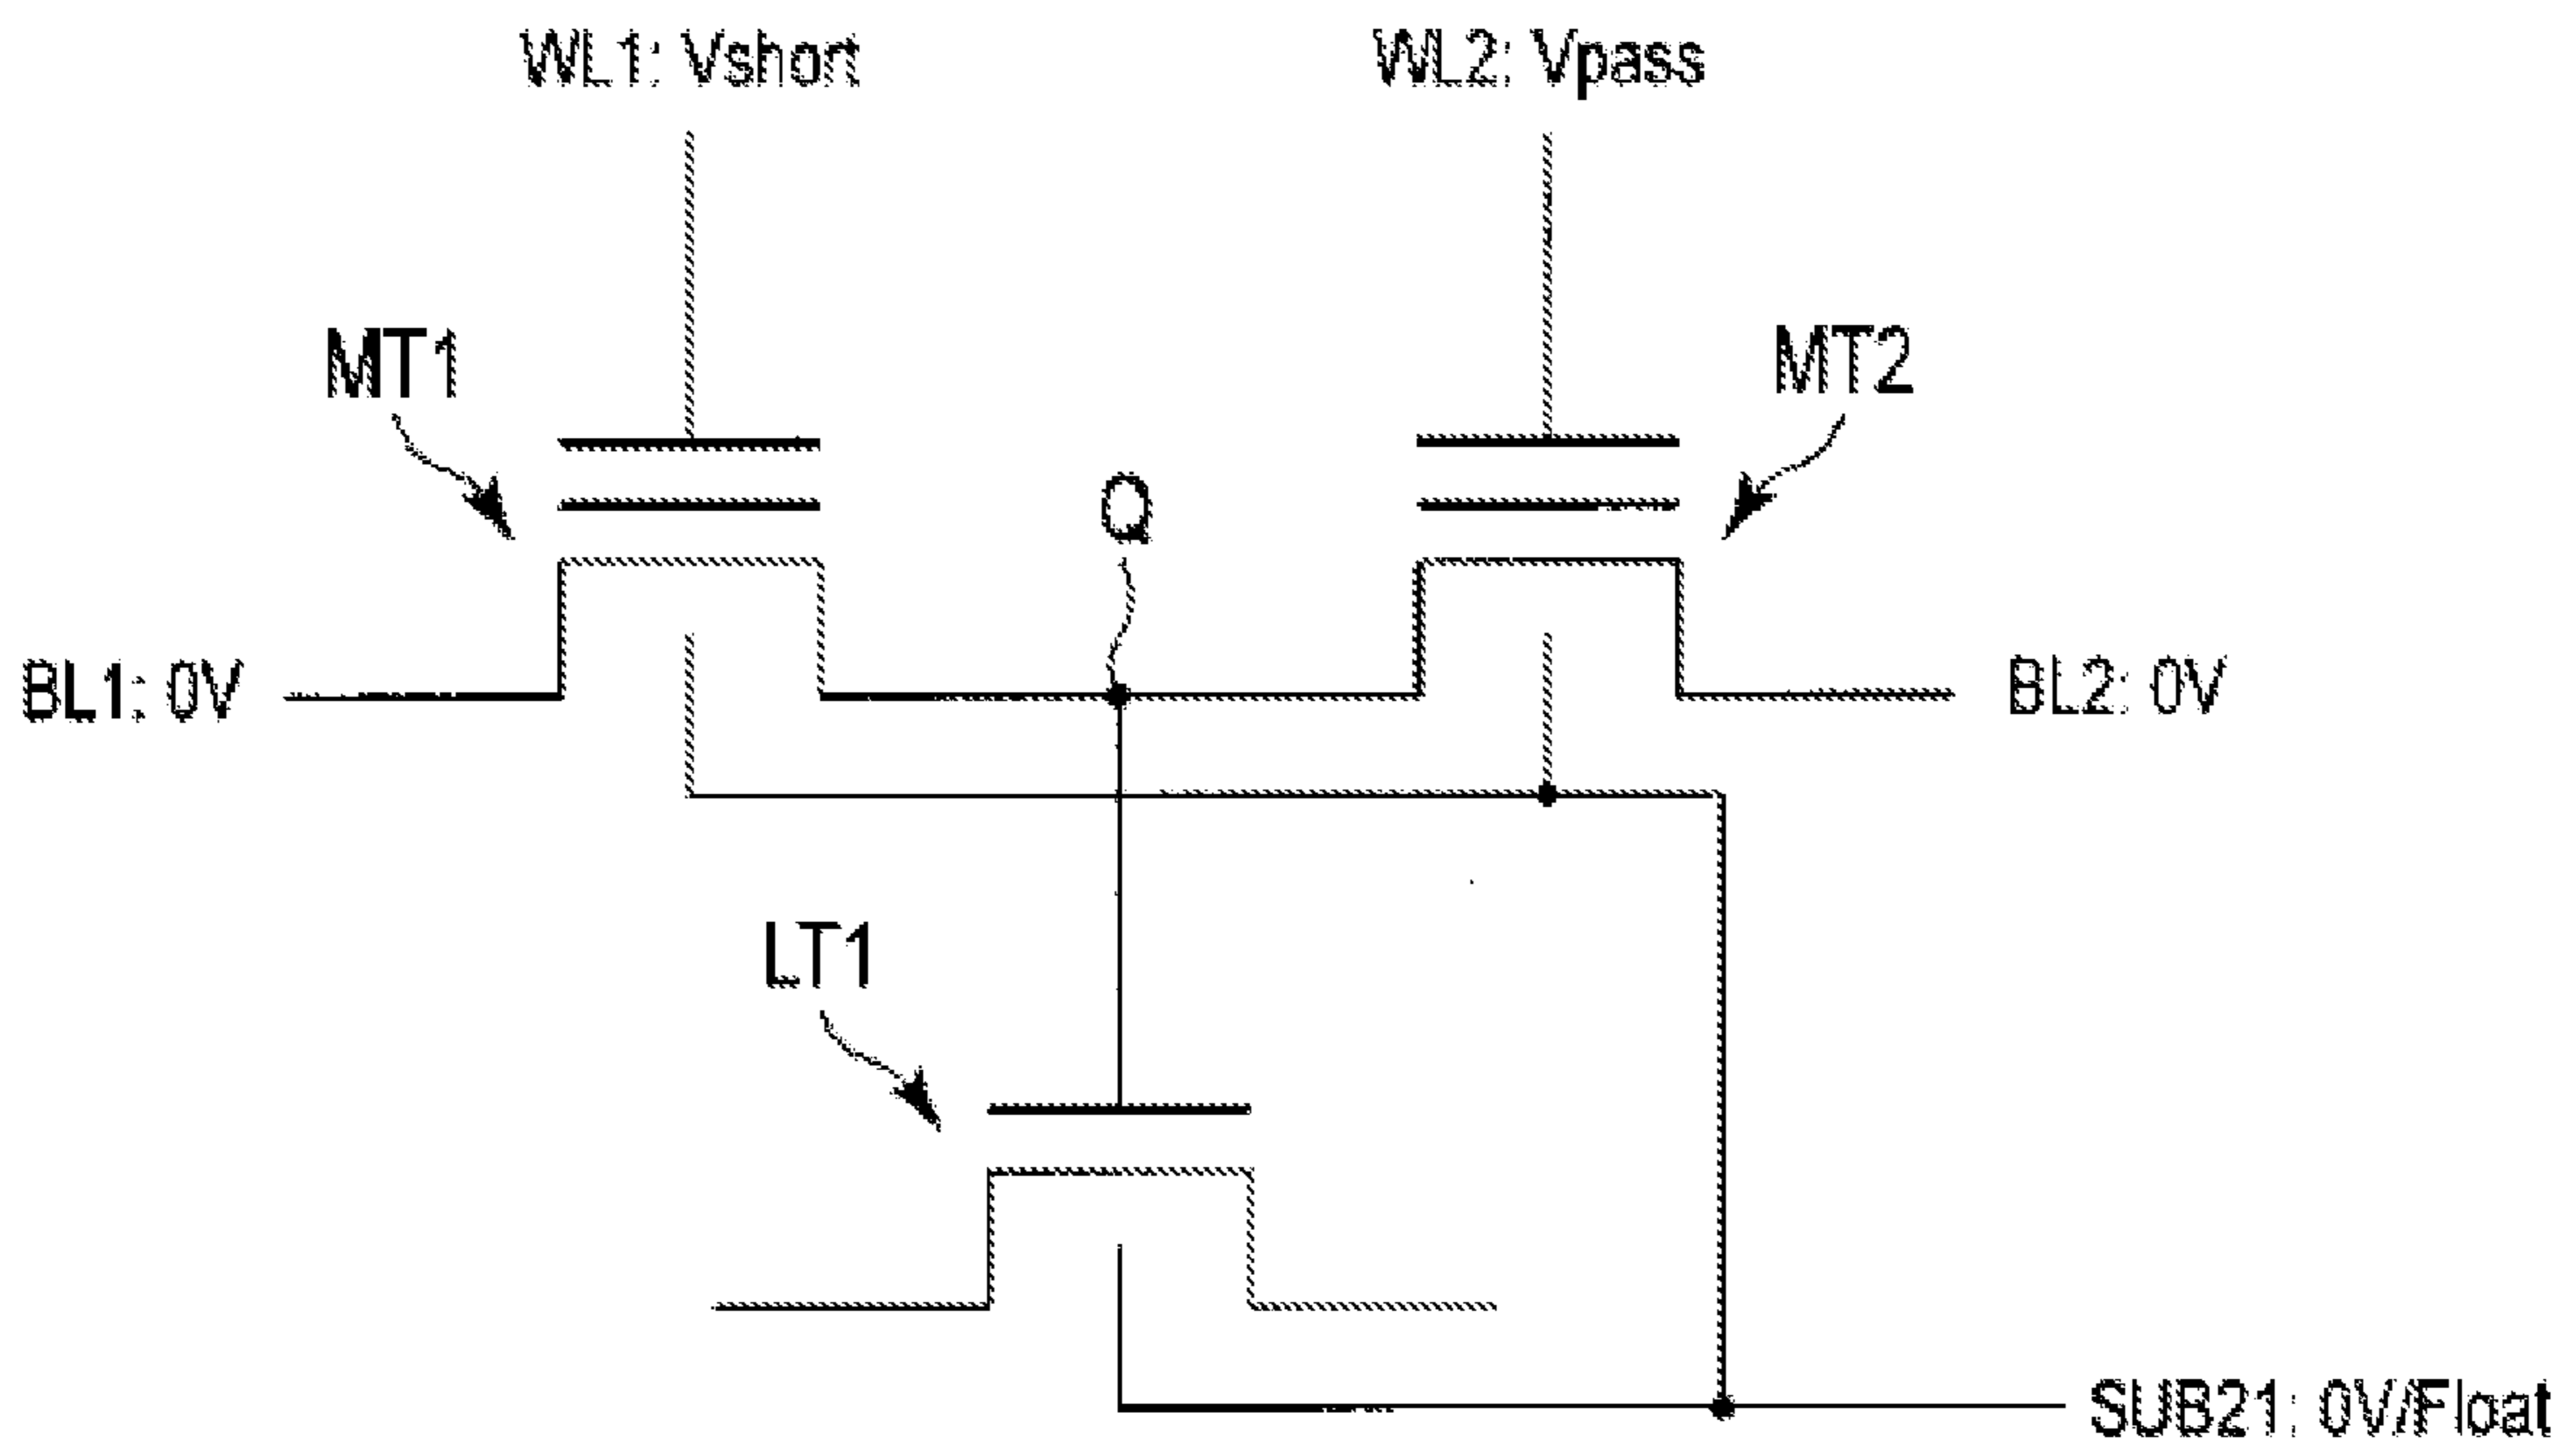 WL1: Vshort
WL2: Vpass
MT1
MT2
Q
BL1: 0V
BL2: 0V
LT1
SUB21: 0V/Float